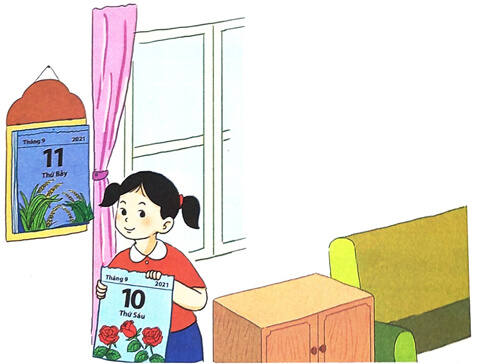 Tháng 9 2021
11
Thứ Bảy
Tháng 9 2021
10
Thứ Sáu